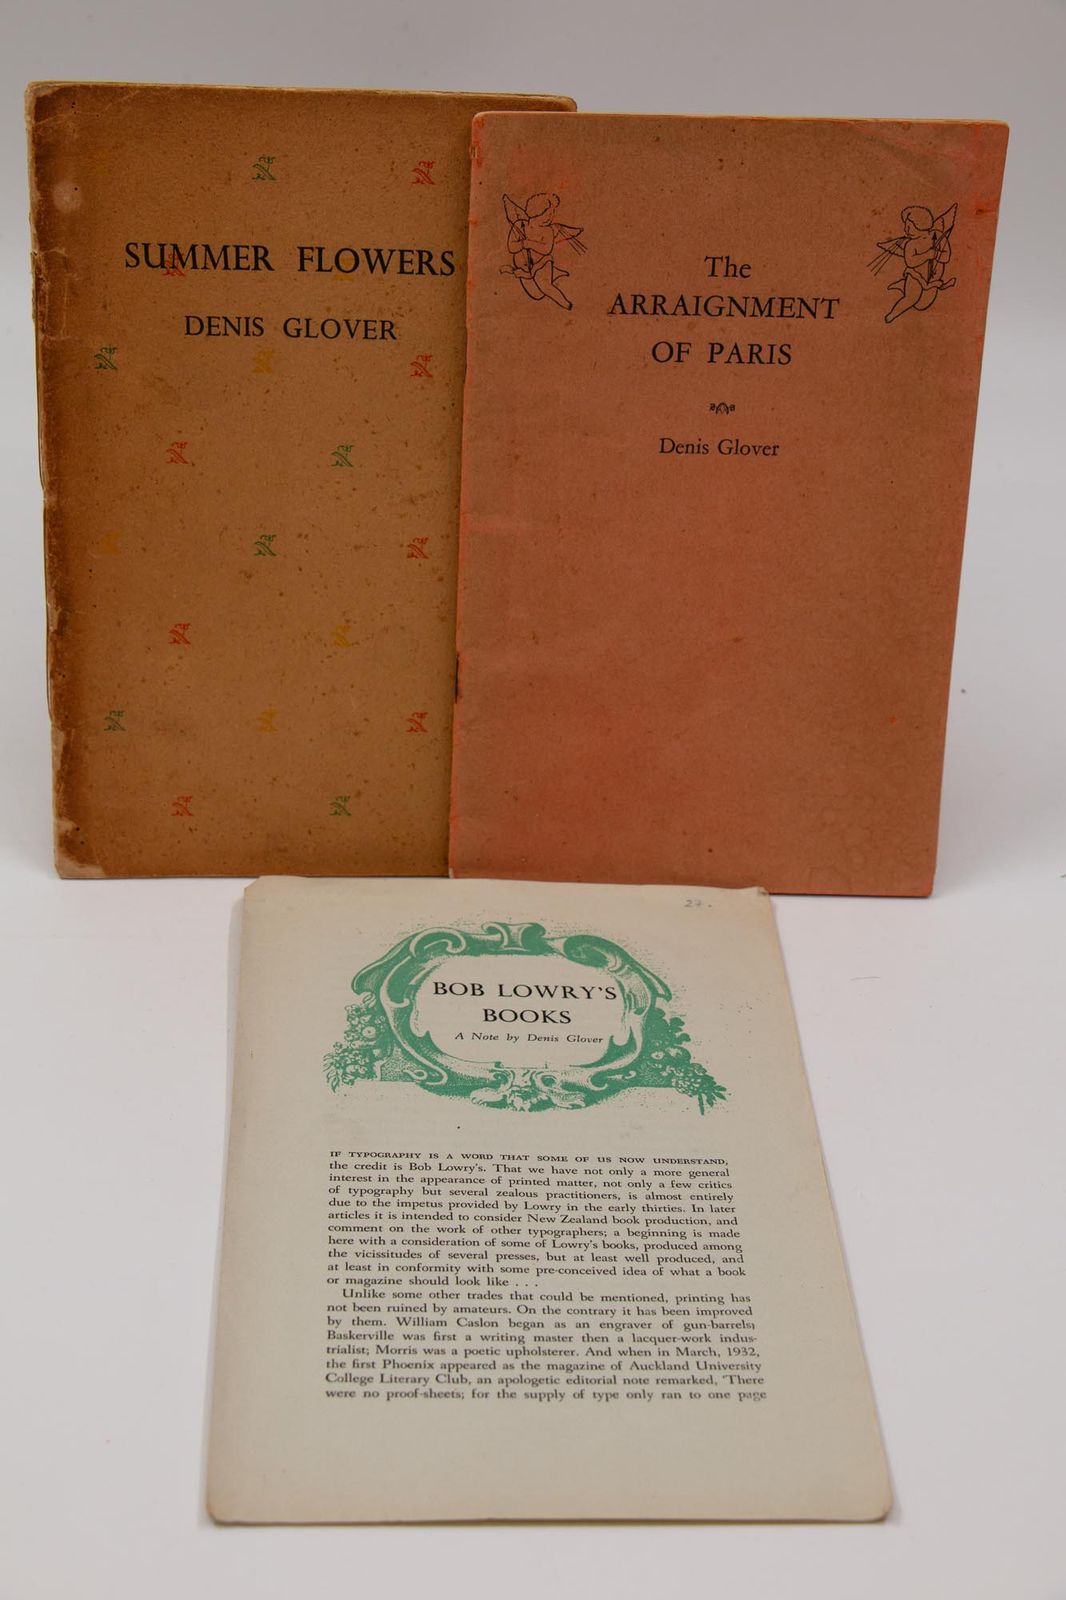 SUMMER FLOWERS
DENIS GLOVER
The
ARRAIGNMENT
OF PARIS
Denis Glover
27.
BOB LOWRY'S
BOOKS
A Note by Denis Glover
IF TYPOGRAPHY IS A WORD THAT SOME OF US NOW UNDERSTAND,
the credit is Bob Lowry's. That we have not only a more general
interest in the appearance of printed matter, not only a few critics
of typography but several zealous practitioners, is almost entirely
due to the impetus provided by Lowry in the early thirties. In later
articles it is intended to consider New Zealand book production, and
comment on the work of other typographers; a beginning is made
here with a consideration of some of Lowry's books, produced among
the vicissitudes of several presses, but at least well produced, and
at least in conformity with some pre-conceived idea of what a book
or magazine should look like . . .
Unlike some other trades that could be mentioned, printing has
not been ruined by amateurs. On the contrary it has been improved
by them. William Caslon began as an engraver of gun-barrels;
Baskerville was first a writing master then a lacquer-work indus-
trialist; Morris was a poetic upholsterer. And when in March, 1932,
the first Phoenix appeared as the magazine of Auckland University
College Literary Club, an apologetic editorial note remarked, 'There
were no proof-sheets; for the supply of type only ran to one page